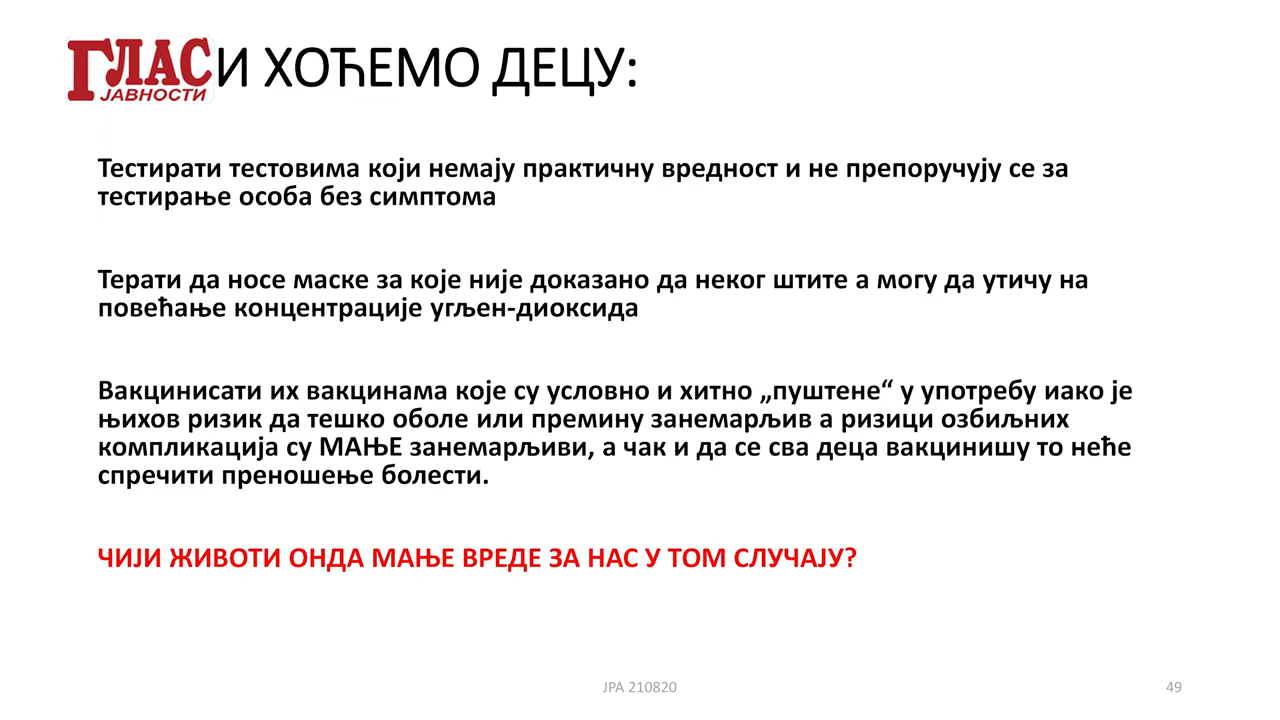 ГЛАС
ЈАВНОСТИ
И ХОЋЕМО ДЕЦУ:
Тестирати тестовима који немају практичну вредност и не препоручују се за
тестирање особа без симптома
Терати да носе маске за које није доказано да неког штите а могу да утичу на
повећање концентрације угљен-диоксида
Вакцинисати их вакцинама које су условно и хитно „пуштене“ у употребу иако је
њихов ризик да тешко оболе или премину занемарљив а ризици озбиљних
компликација су МАЊЕ занемарљиви, а чак и да се сва деца вакцинишу то неће
спречити преношење болести.
ЧИЈИ ЖИВОТИ ОНДА МАЊЕ ВРЕДЕ ЗА НАС У ТОМ СЛУЧАЈУ?
JPA 210820
49